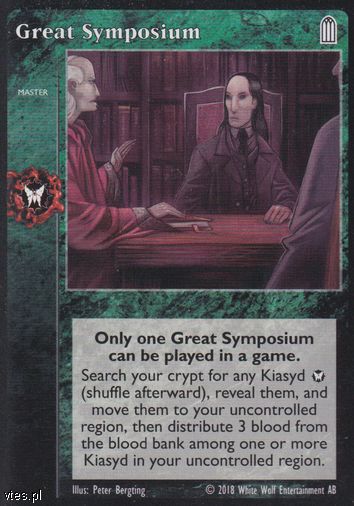 Great Symposium
MASTER
Only one Great Symposium
can be played in a game.
Search your crypt for any Kiasyd
(shuffle afterward), reveal them, and
move them to your uncontrolled
region, then distribute 3 blood from
the blood bank among one or more
Kiasyd in your uncontrolled region.
Illus: Peter Bergting © 2018 White Wolf Entertainment AB
vtes.pl